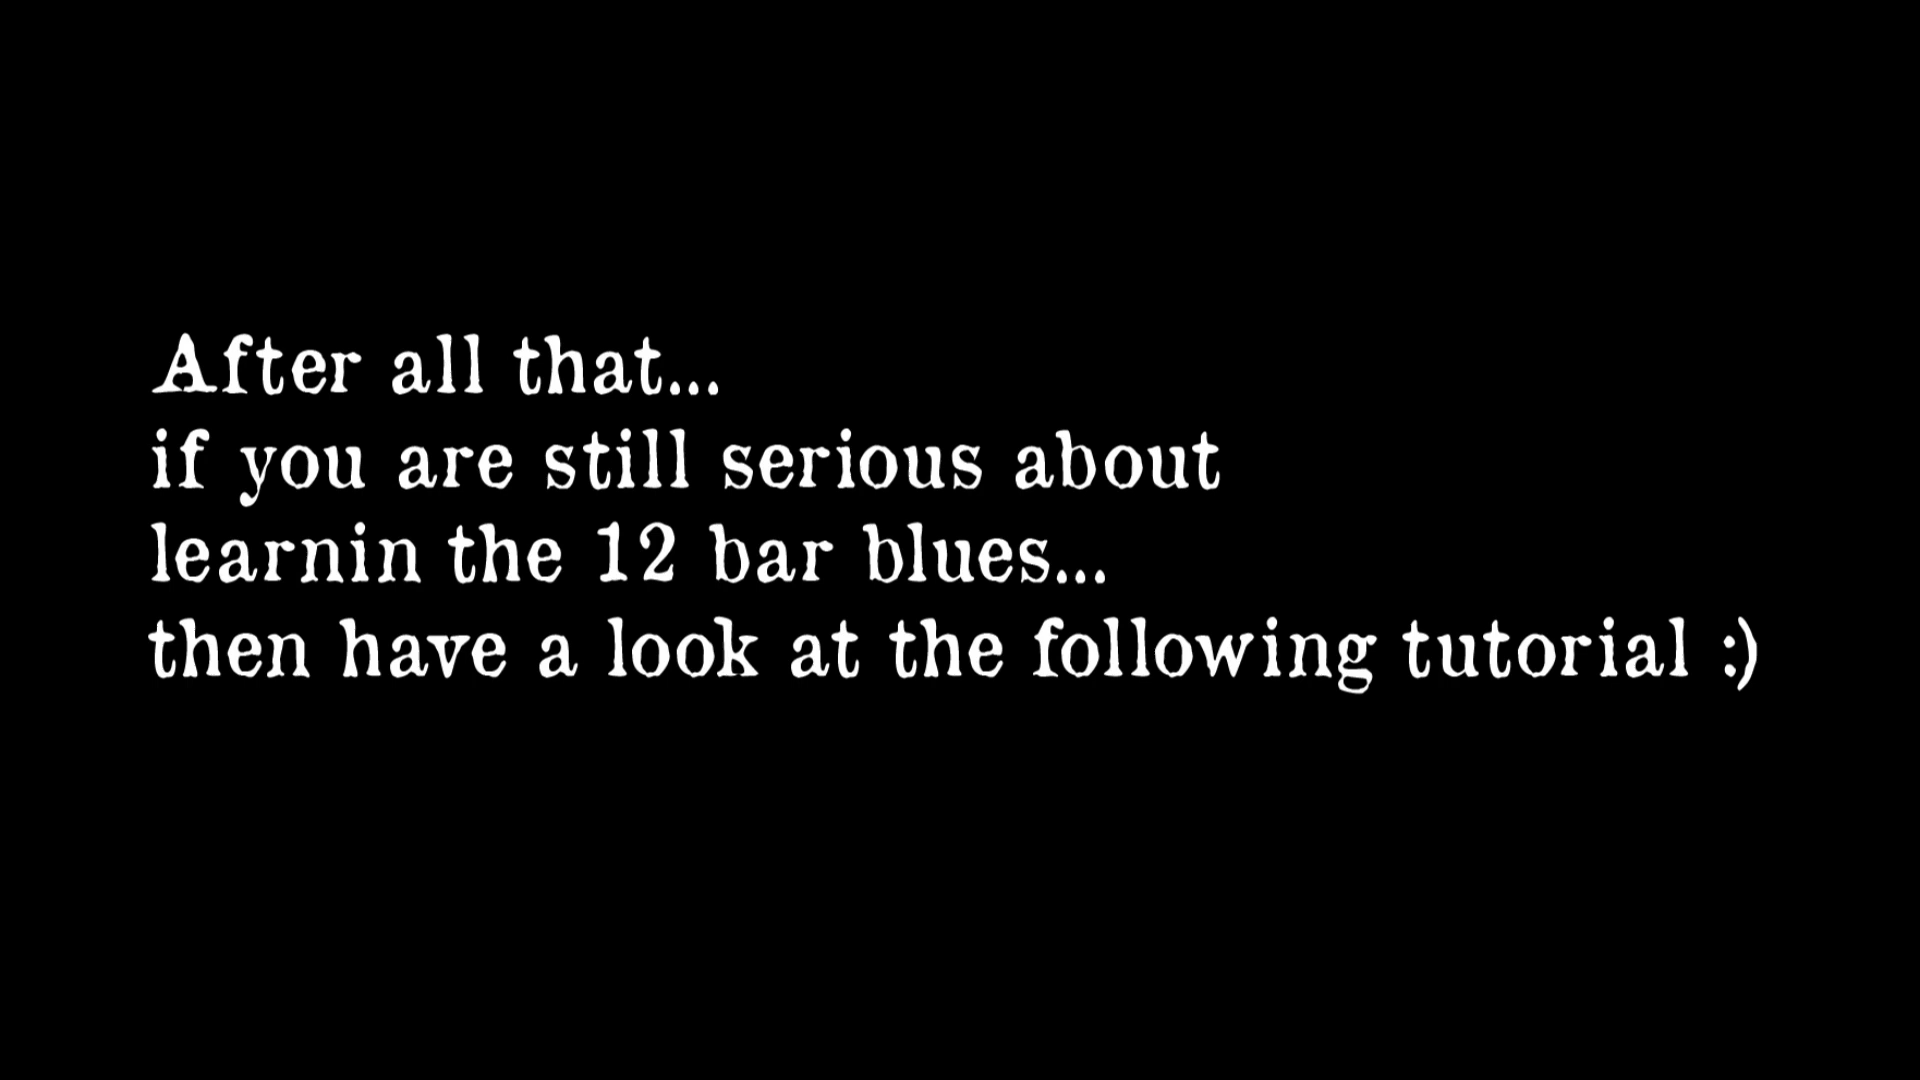 After all that...
if you are still serious about
learnin the 12 bar blues...
then have a look at the following tutorial :)